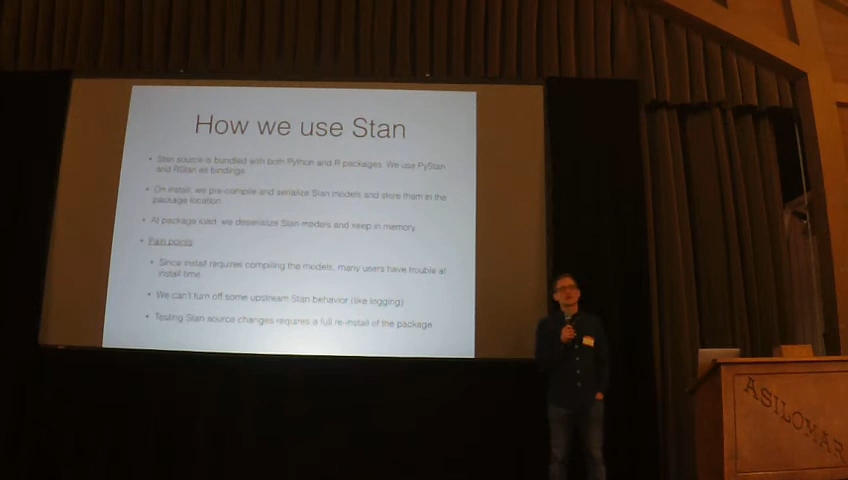 How we use Stan
• Stan source is bundled with both Python and R packages. We use PyStan
and RStan as bindings.
• On install, we pre-compile and serialize Stan models and store them in the
package location.
• At package load, we deserialize Stan models and keep in memory.
• Pain points
• Since install requires compiling the models, many users have trouble at
install time.
• We can't turn off some upstream Stan behavior (like logging)
• Testing Stan source changes requires a full re-install of the package
ASILOMAR